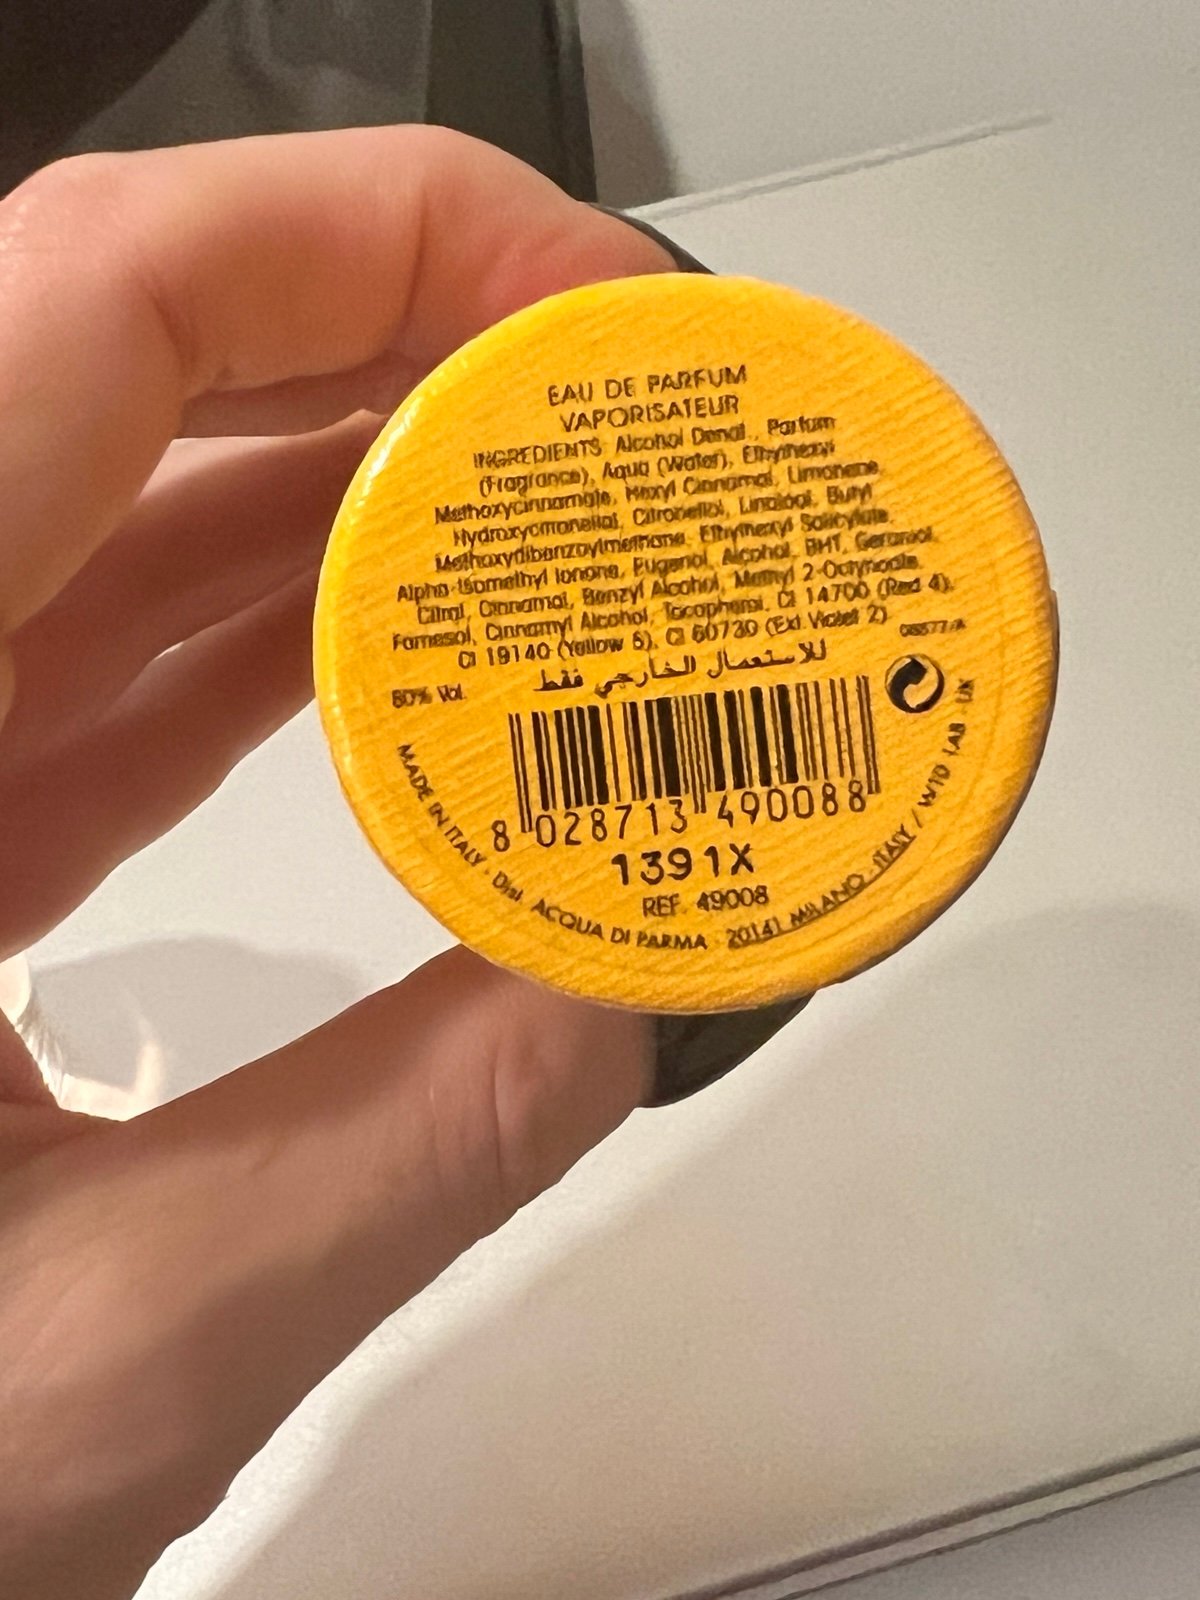 EAU DE PARFUM
VAPORISATEUR
INGREDIENTS: Alcohol Denat., Parfum
(Fragrance), Aqua (Water), Ethylhexyl
Methoxycinnamate, Hexyl Cinnamal, Limonene,
Hydroxycitronellal, Citronellol, Linalool, Butyl
Methoxydibenzoylmethane, Ethylhexyl Salicylate,
Alpha-Isomethyl Ionone, Eugenol, Alcohol, BHT, Geraniol,
Citral, Cinnamal, Benzyl Alcohol, Methyl 2-Octynoate,
Farnesol, Cinnamyl Alcohol, Tocopherol, CI 14700 (Red 4),
CI 19140 (Yellow 5), CI 60730 (Ext. Violet 2)
للاستعمال الخارجي فقط
80% Vol.
8 028713 490088
1391X
REF. 49008
MADE IN ITALY - Dist. ACQUA DI PARMA - 20141 MILANO - ITALY / W1D LAB - UK